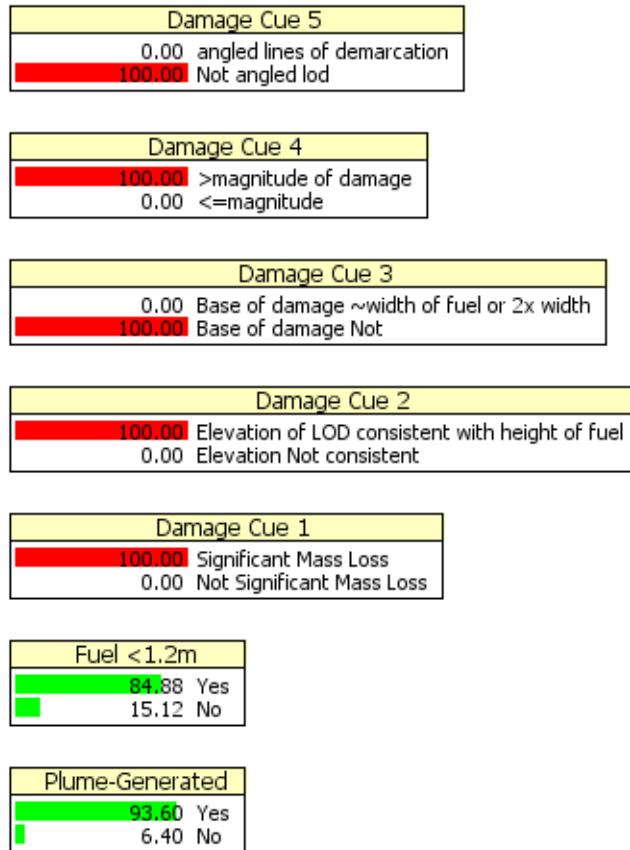 Damage Cue 5
0.00 angled lines of demarcation
100.00 Not angled lod
Damage Cue 4
100.00 >magnitude of damage
0.00 <=magnitude
Damage Cue 3
0.00 Base of damage ~width of fuel or 2x width
100.00 Base of damage Not
Damage Cue 2
100.00 Elevation of LOD consistent with height of fuel
0.00 Elevation Not consistent
Damage Cue 1
100.00 Significant Mass Loss
0.00 Not Significant Mass Loss
Fuel <1.2m
84.88 Yes
15.12 No
Plume-Generated
93.60 Yes
6.40 No